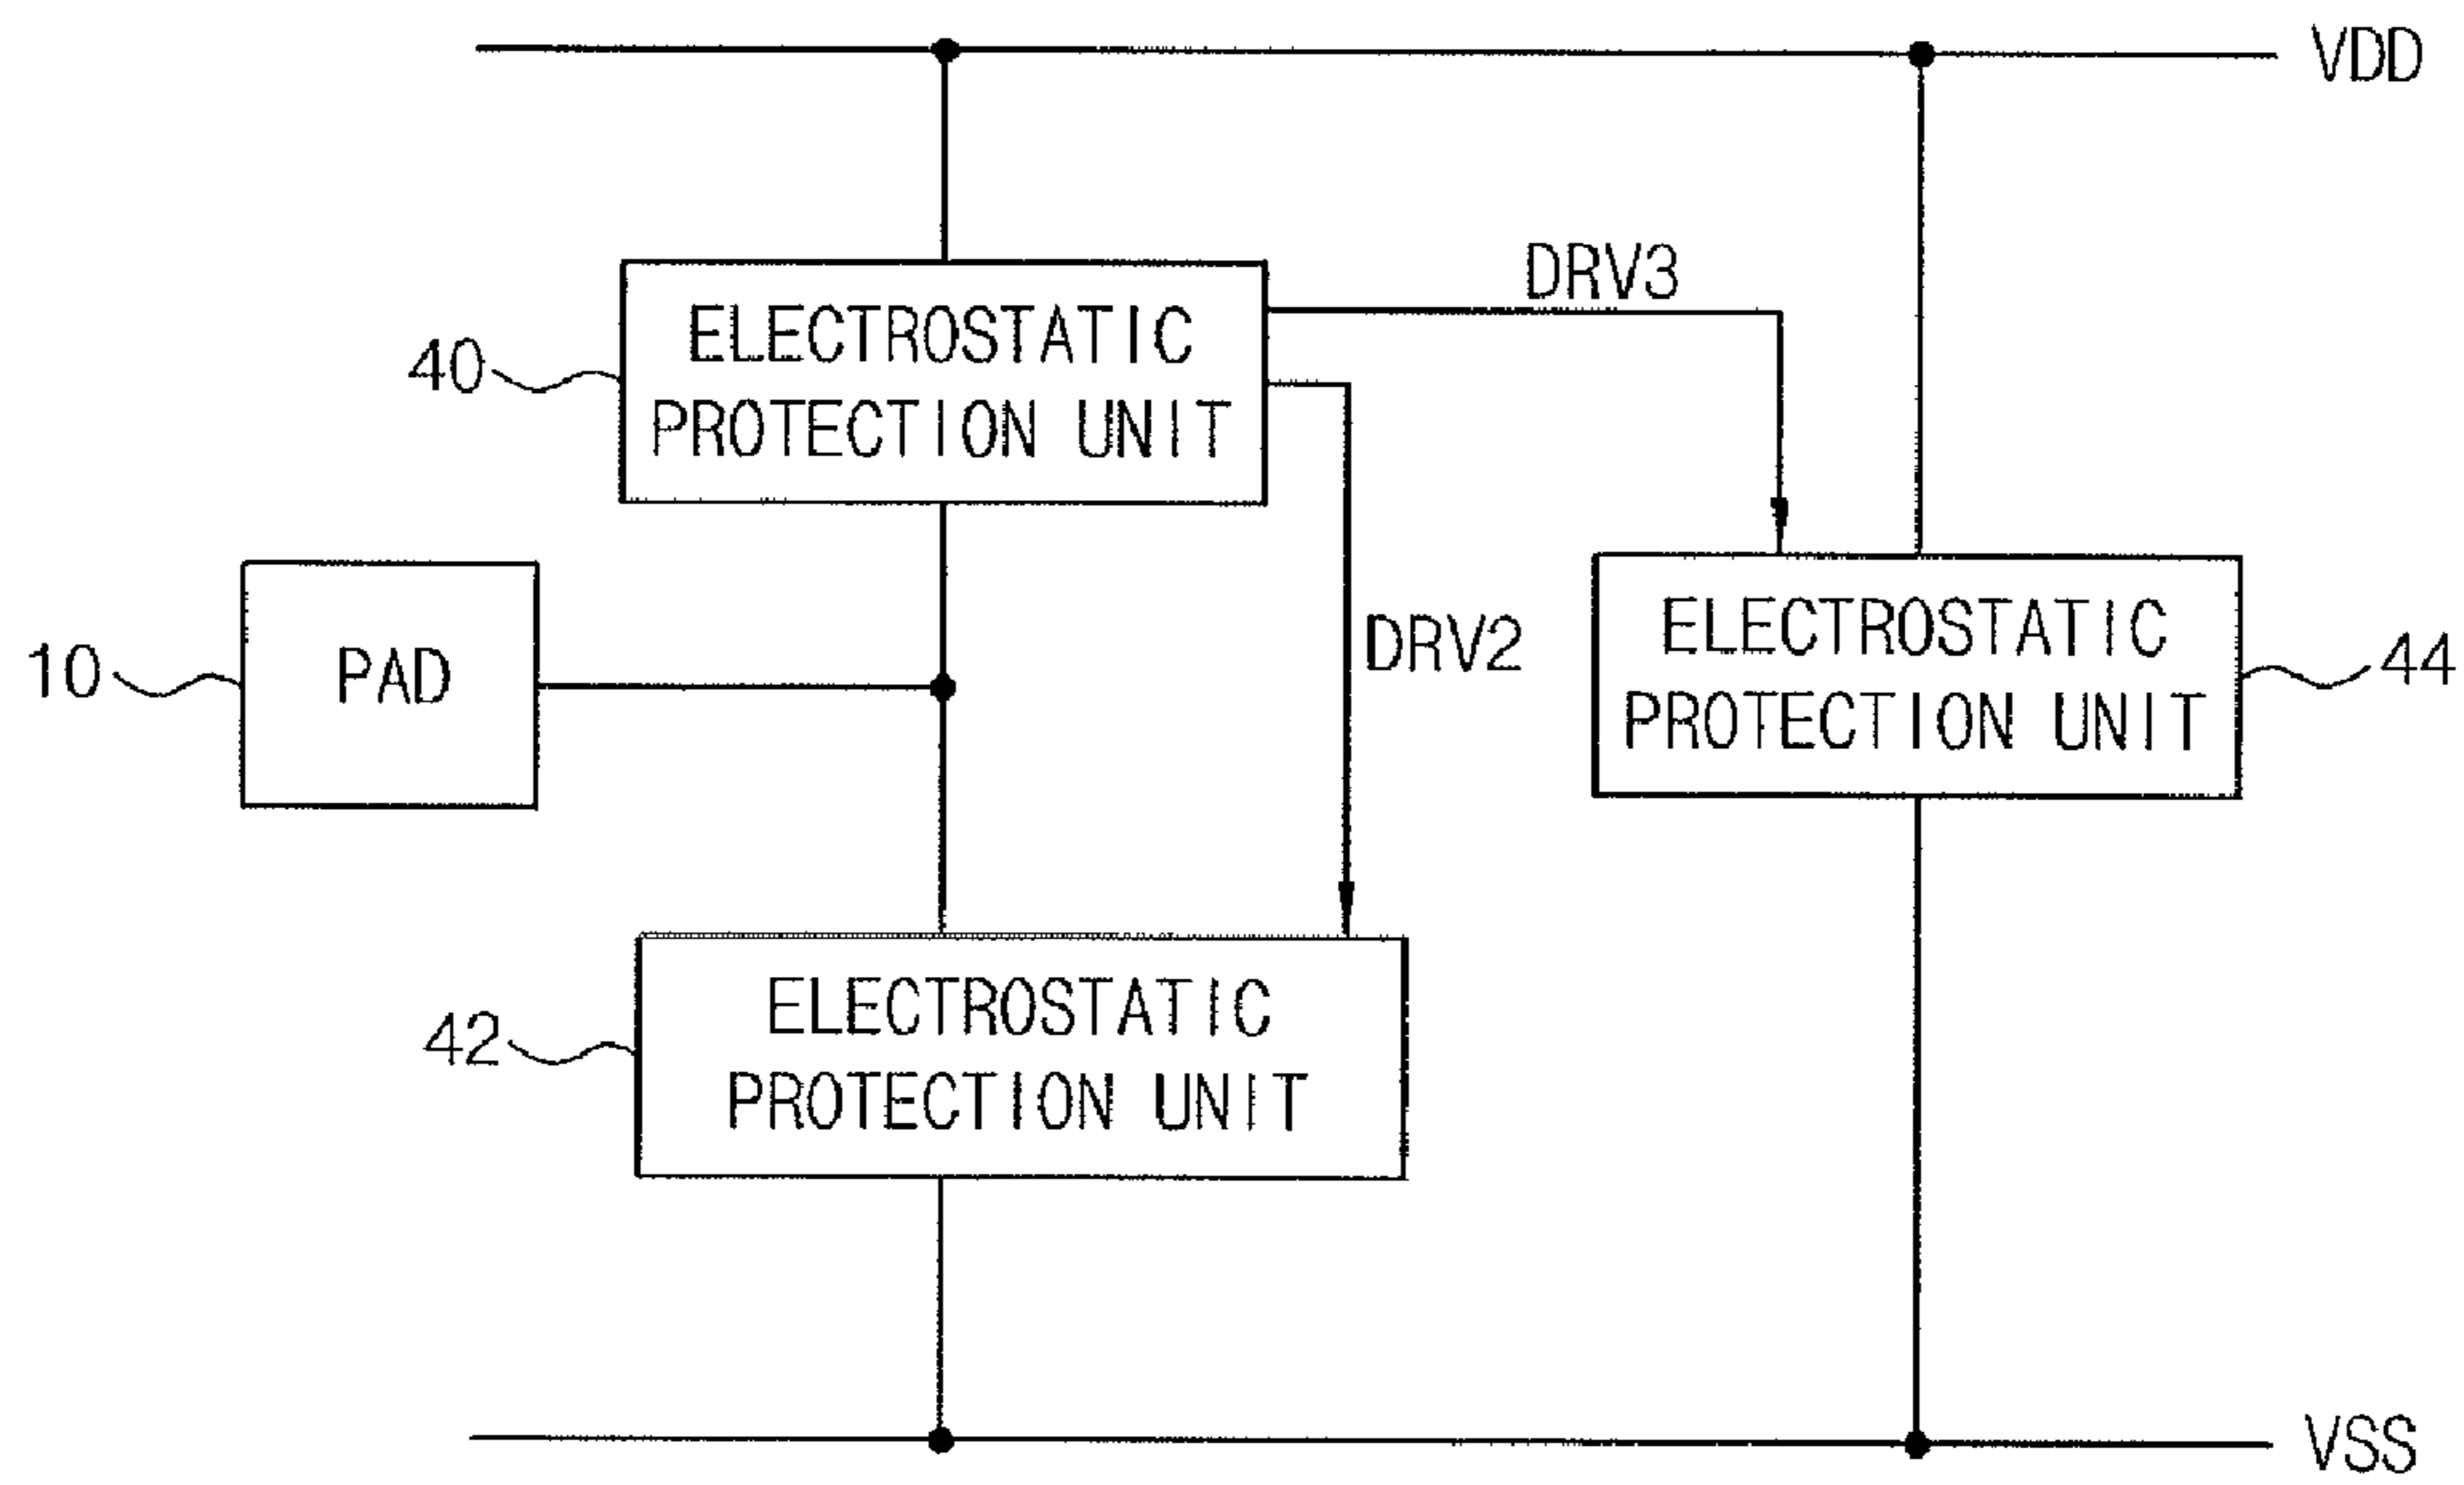 VDD
DRV3
40
ELECTROSTATIC
PROTECTION UNIT
10
PAD
DRV2
ELECTROSTATIC
PROTECTION UNIT
44
42
ELECTROSTATIC
PROTECTION UNIT
VSS